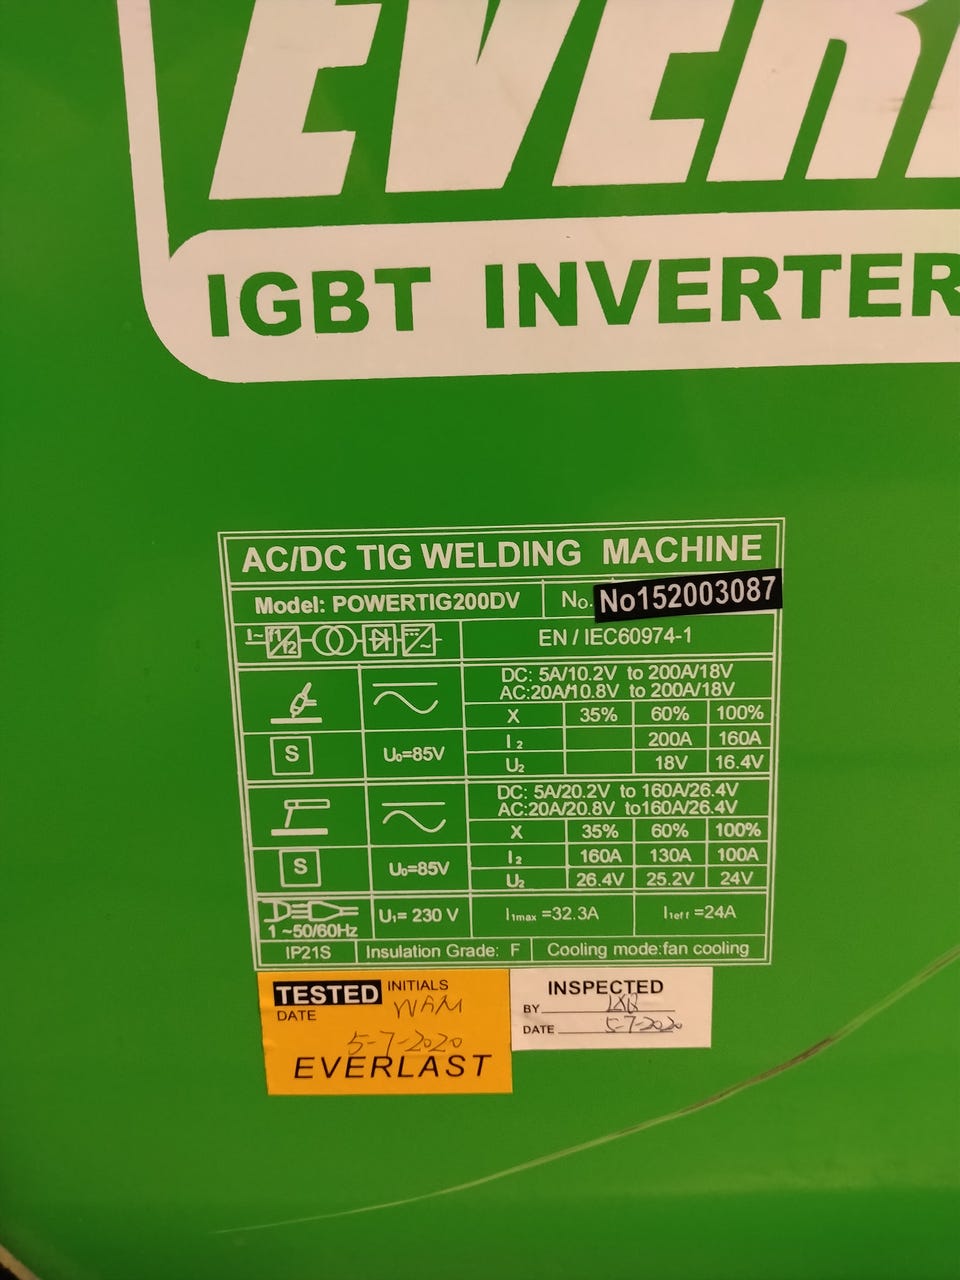 EVER
IGBT INVERTER
AC/DC TIG WELDING MACHINE
Model: POWERTIG200DV No. No152003087
1~ f1 f2 EN / IEC60974-1
DC: 5A/10.2V to 200A/18V
AC:20A/10.8V to 200A/18V
X 35% 60% 100%
I2 200A 160A
S U0=85V
U2 18V 16.4V
DC: 5A/20.2V to 160A/26.4V
AC:20A/20.8V to160A/26.4V
X 35% 60% 100%
I2 160A 130A 100A
S U0=85V
U2 26.4V 25.2V 24V
U1= 230 V I1max =32.3A I1eff =24A
1 ~50/60Hz
IP21S Insulation Grade: F Cooling mode:fan cooling
TESTED INITIALS
DATE
5-7-2020
EVERLAST
INSPECTED
BY
DATE 5-7-2020